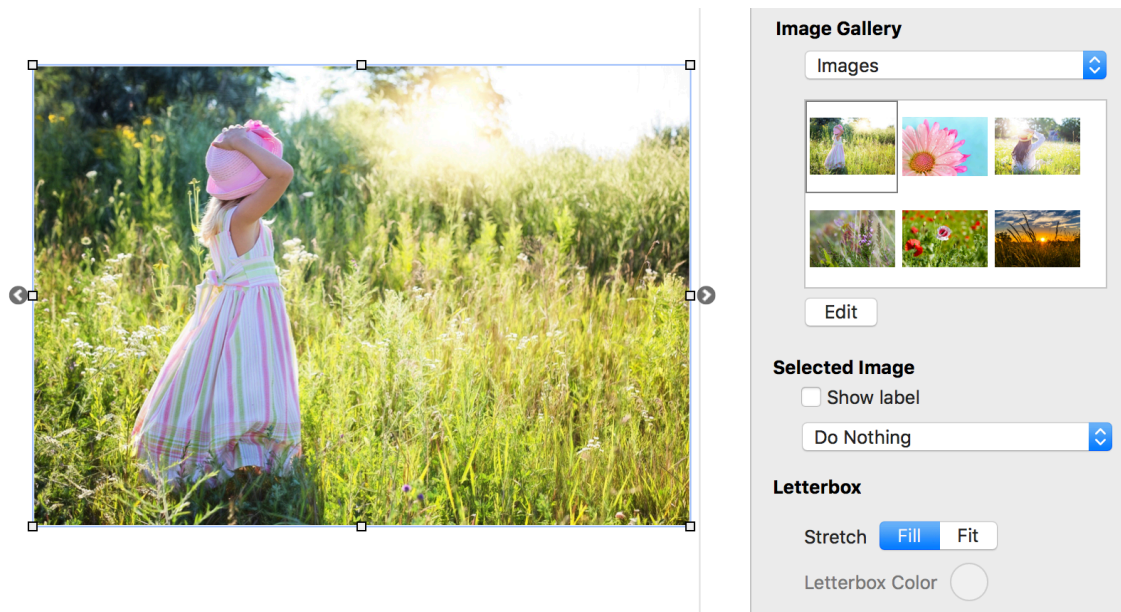 Image Gallery
Images
Edit
Selected Image
Show label
Do Nothing
Letterbox
Stretch Fill Fit
Letterbox Color